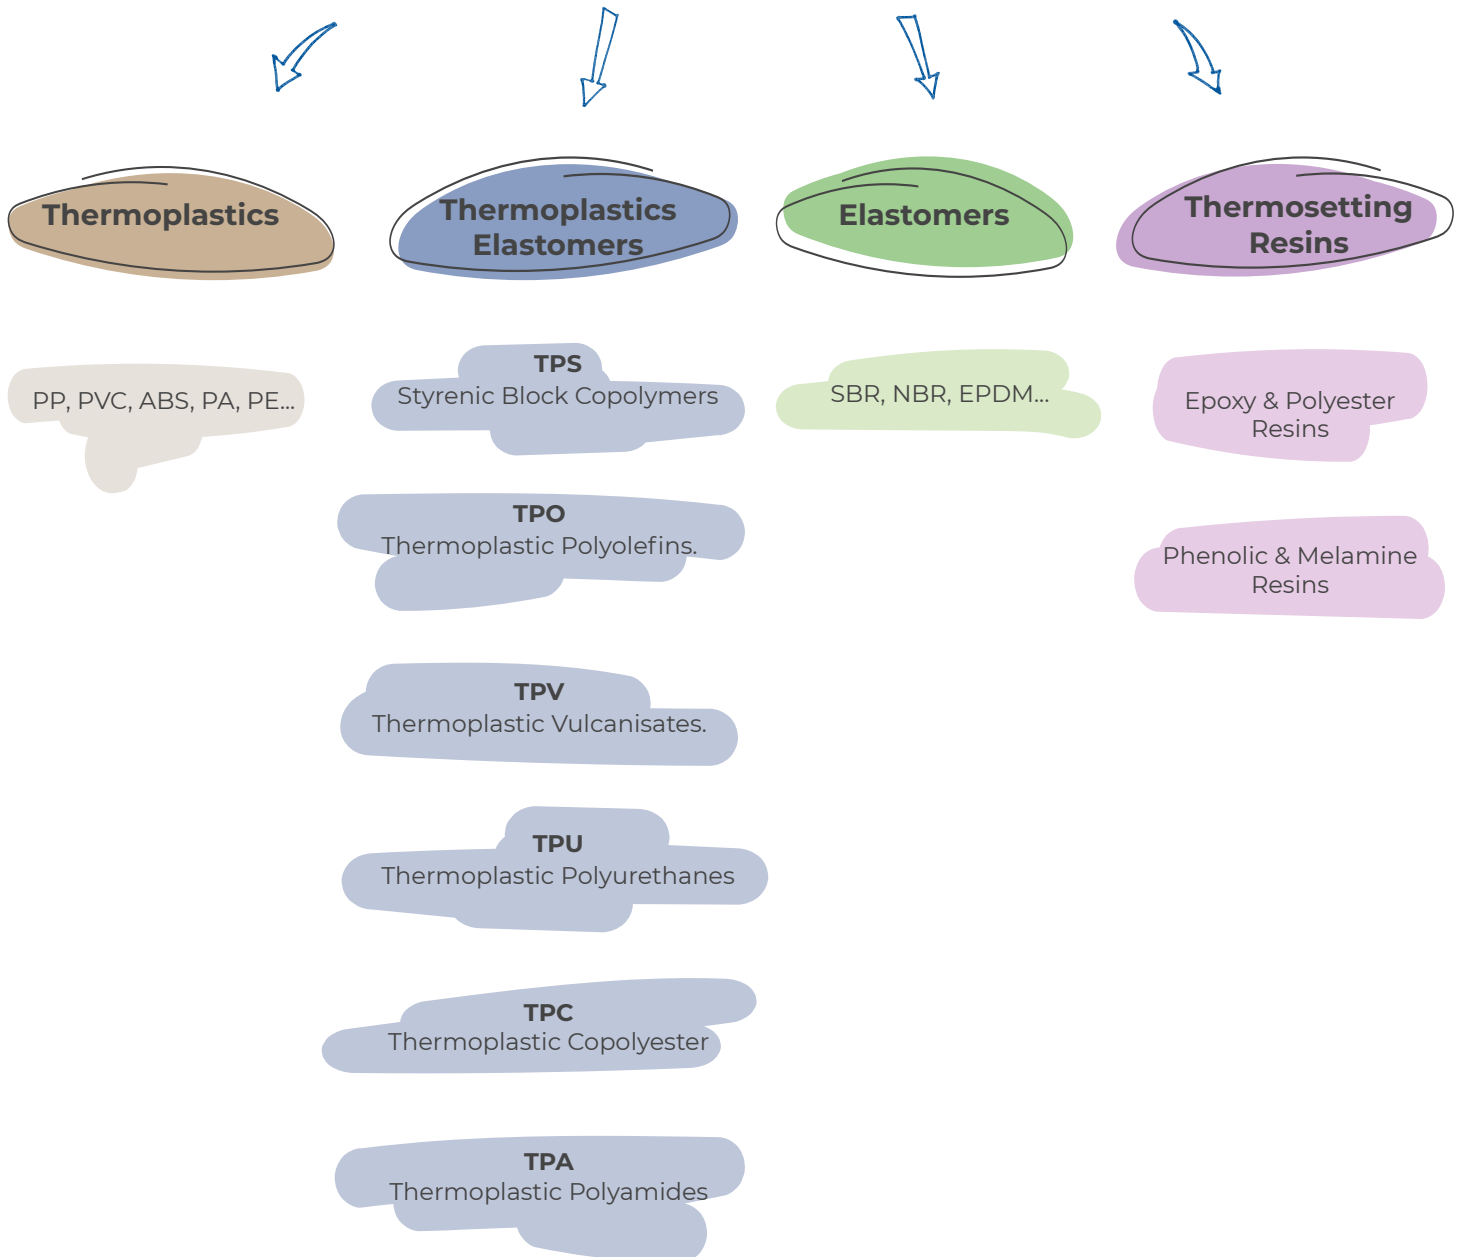 Thermoplastics
PP, PVC, ABS, PA, PE...
Thermoplastics
Elastomers
TPS
Styrenic Block Copolymers
TPO
Thermoplastic Polyolefins.
TPV
Thermoplastic Vulcanisates.
TPU
Thermoplastic Polyurethanes
TPC
Thermoplastic Copolyester
TPA
Thermoplastic Polyamides
Elastomers
SBR, NBR, EPDM...
Thermosetting
Resins
Epoxy & Polyester
Resins
Phenolic & Melamine
Resins